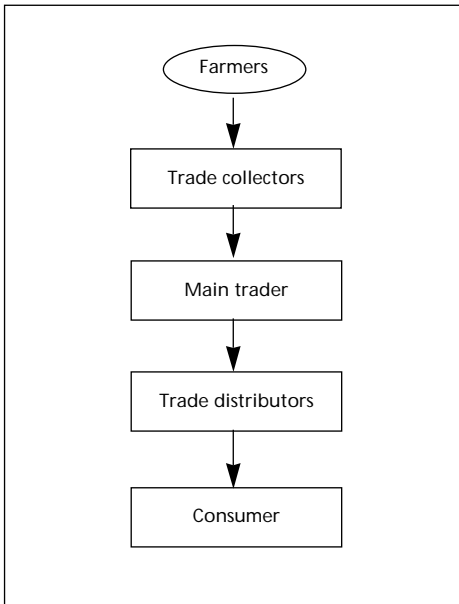 Farmers
Trade collectors
Main trader
Trade distributors
Consumer